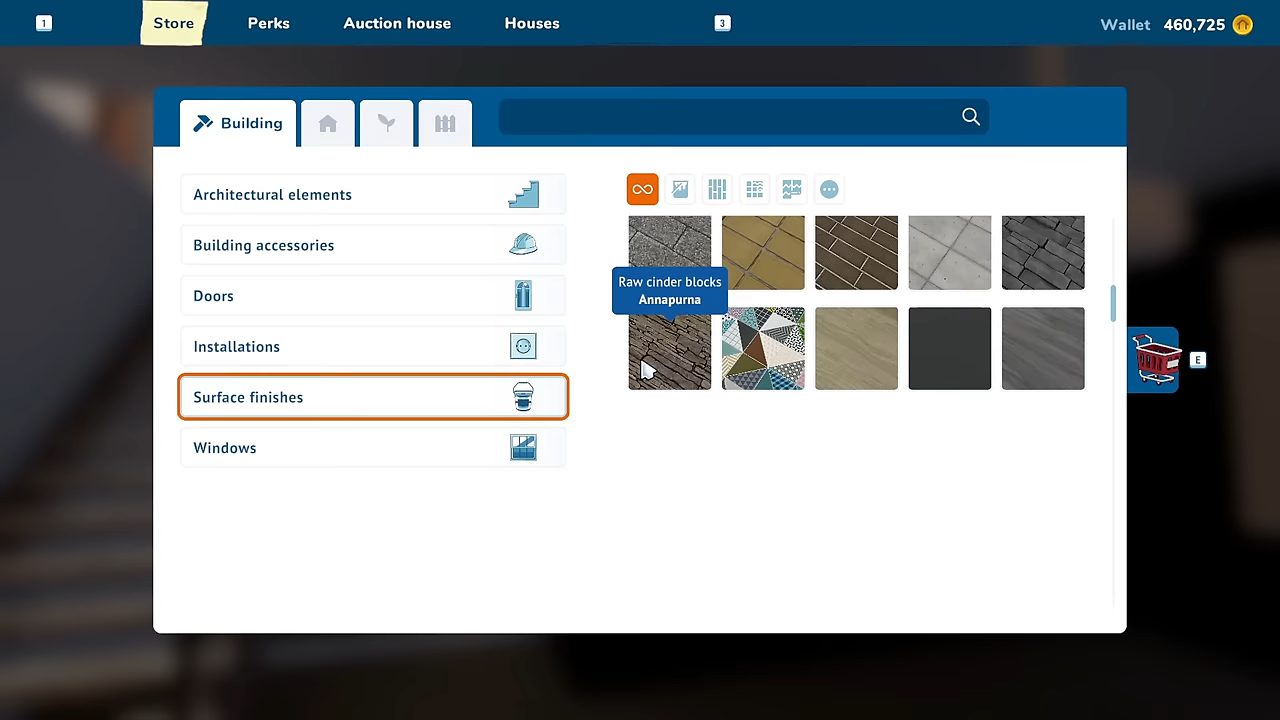 1
Store
Perks
Auction house
Houses
3
Wallet 460,725
Building
Architectural elements
Building accessories
Doors
Installations
Surface finishes
Windows
Raw cinder blocks
Annapurna
E